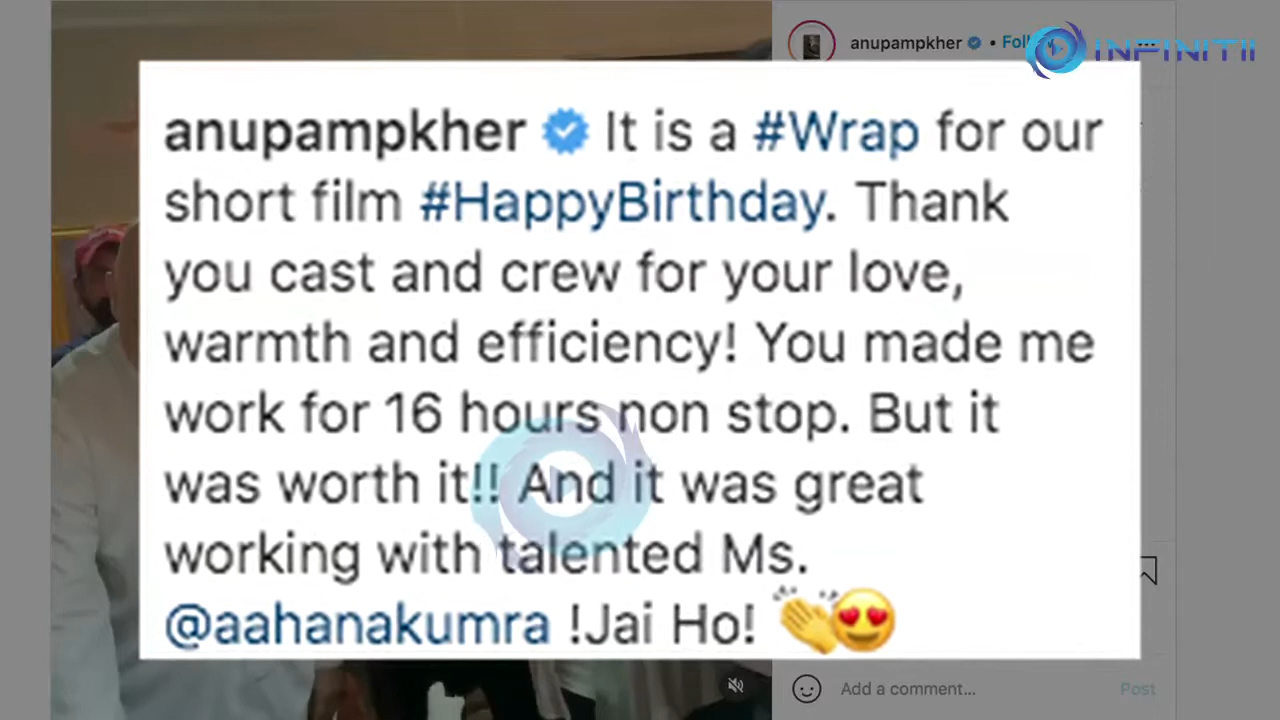 anupampkher • Follow
INFINITII
anupampkher It is a #Wrap for our
short film #HappyBirthday. Thank
you cast and crew for your love,
warmth and efficiency! You made me
work for 16 hours non stop. But it
was worth it!! And it was great
working with talented Ms.
@aahanakumra !Jai Ho! 👏😍
Add a comment...
Post